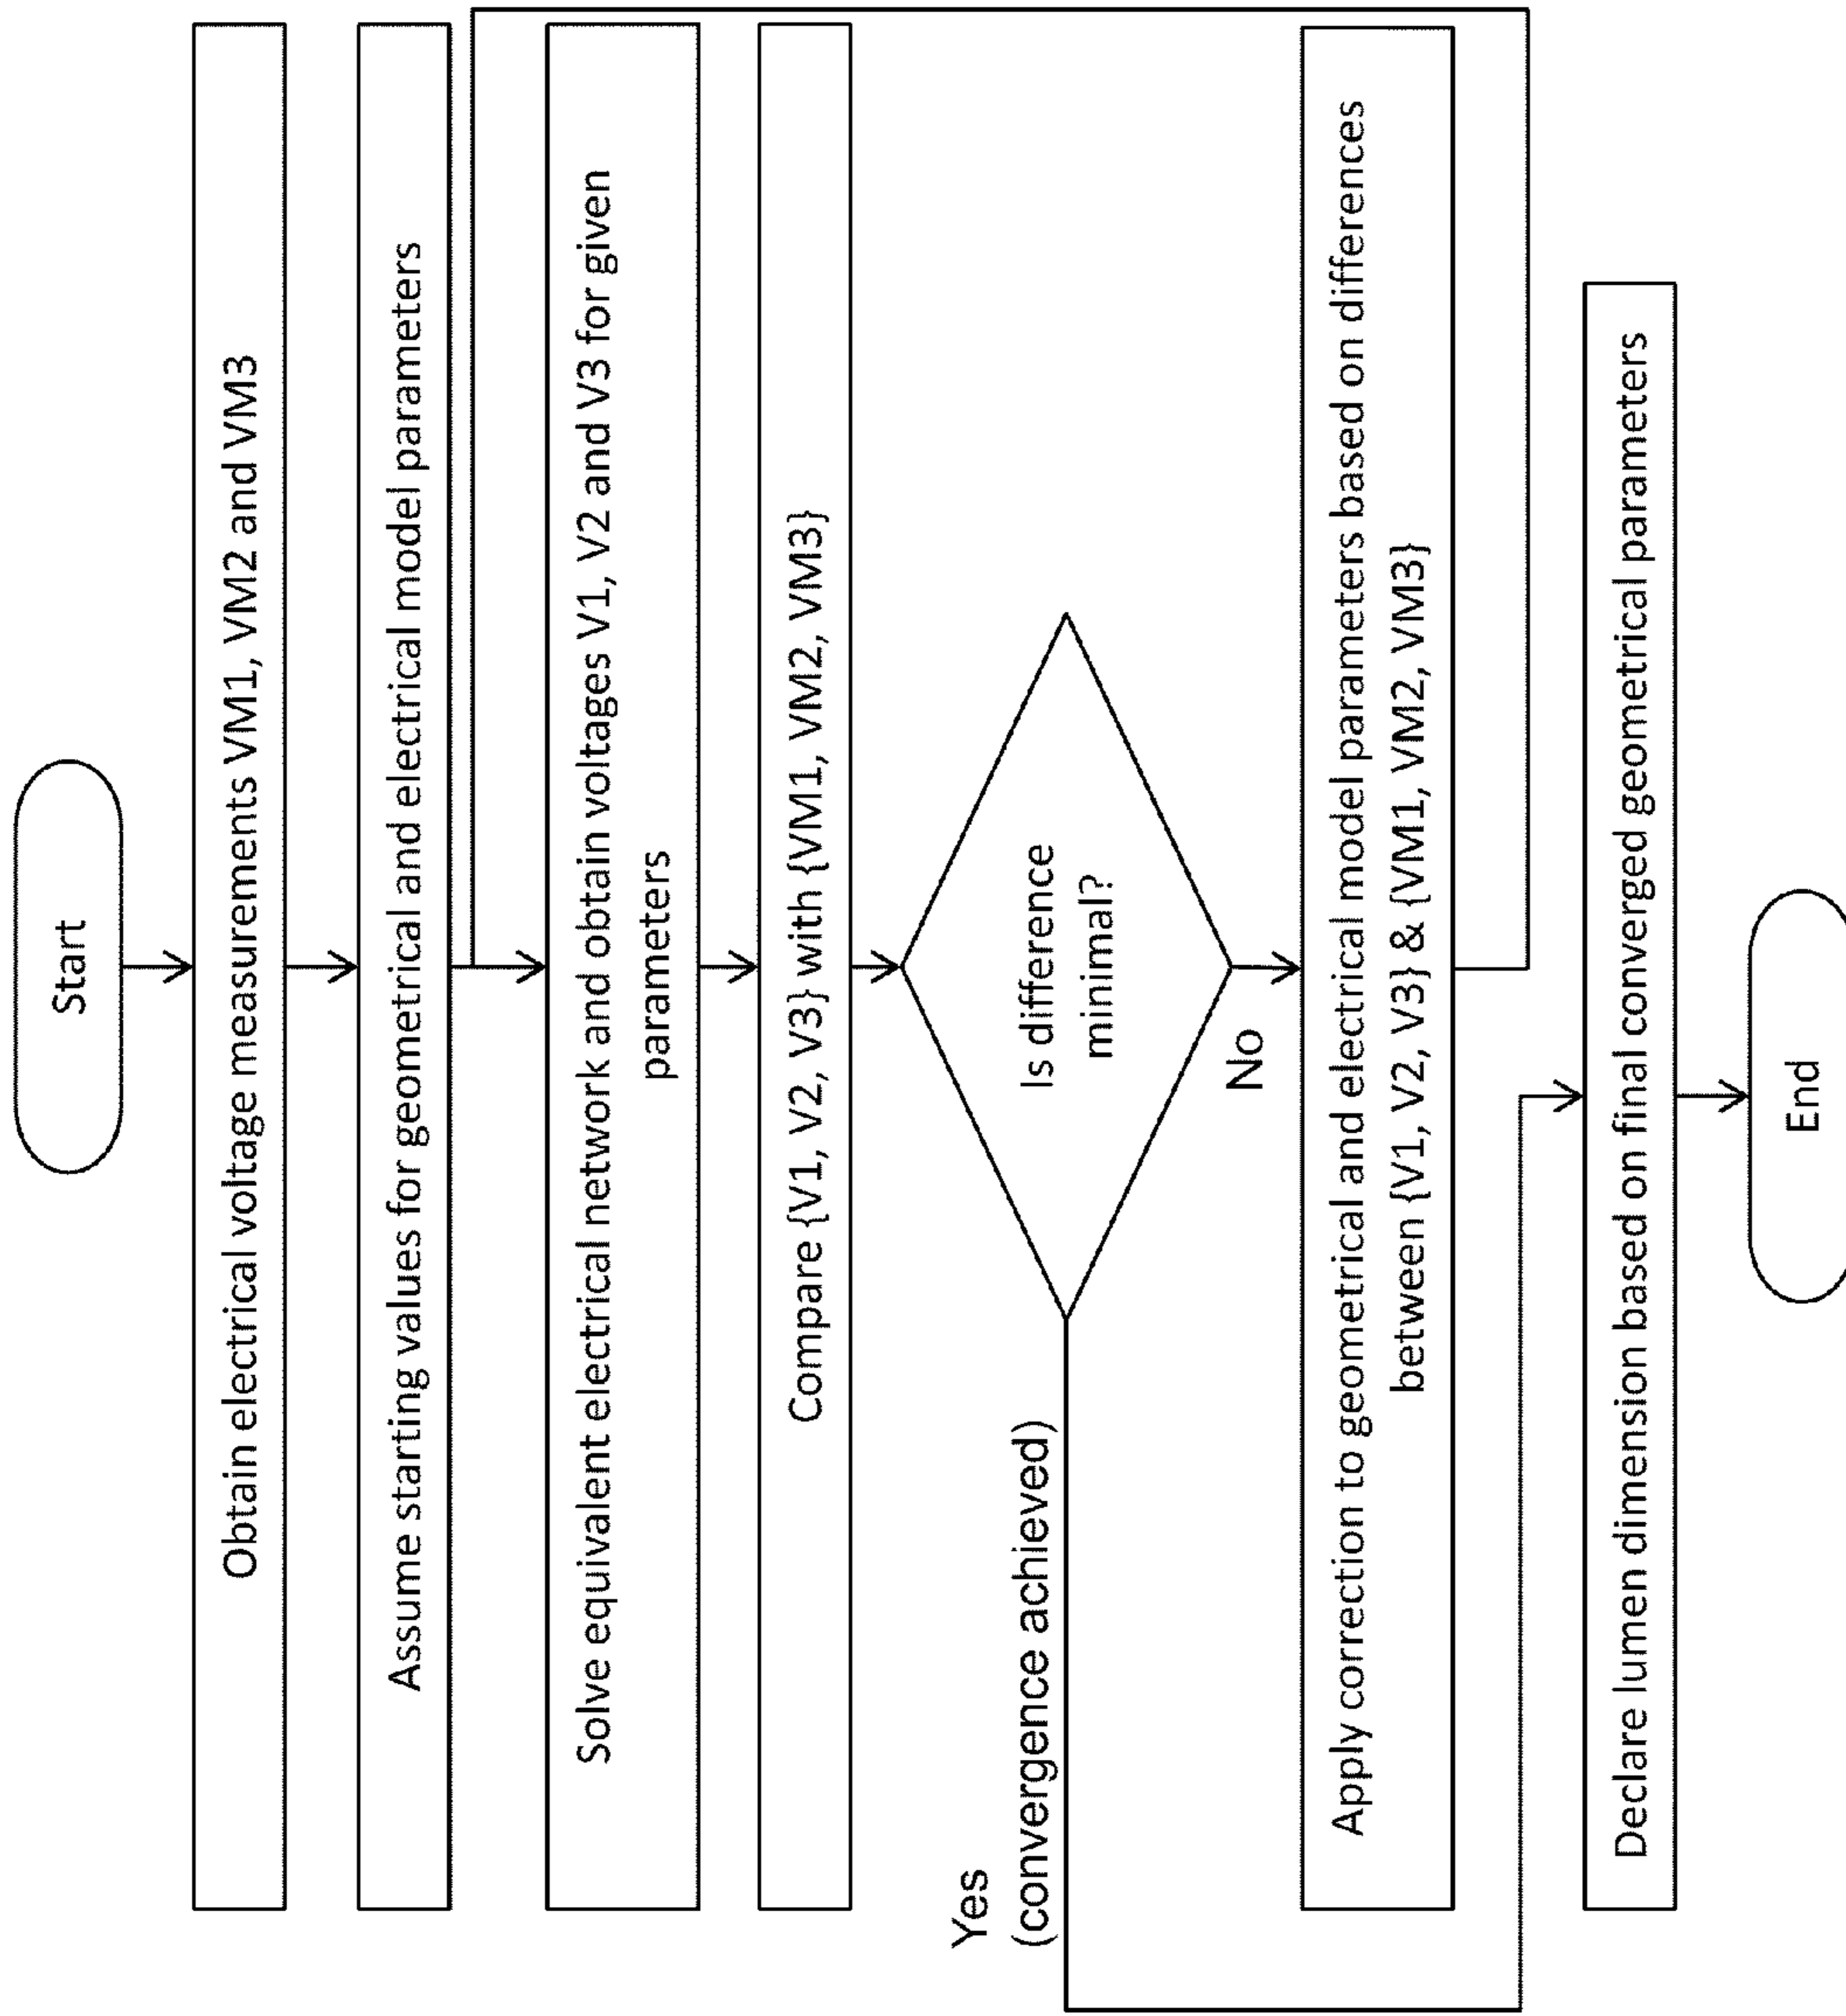 Start
Obtain electrical voltage measurements VM1, VM2 and VM3
Assume starting values for geometrical and electrical model parameters
Solve equivalent electrical network and obtain voltages V1, V2 and V3 for given
parameters
Compare {V1, V2, V3} with {VM1, VM2, VM3}
Is difference
minimal?
Yes
(convergence achieved)
No
Apply correction to geometrical and electrical model parameters based on differences
between {V1, V2, V3} & {VM1, VM2, VM3}
Declare lumen dimension based on final converged geometrical parameters
End